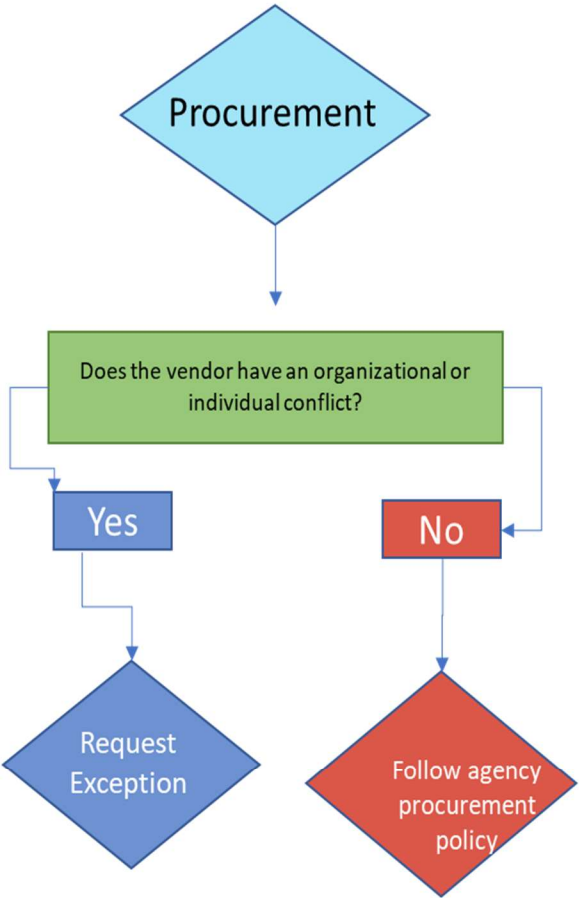 Procurement
Does the vendor have an organizational or
individual conflict?
Yes
No
Request
Exception
Follow agency
procurement
policy